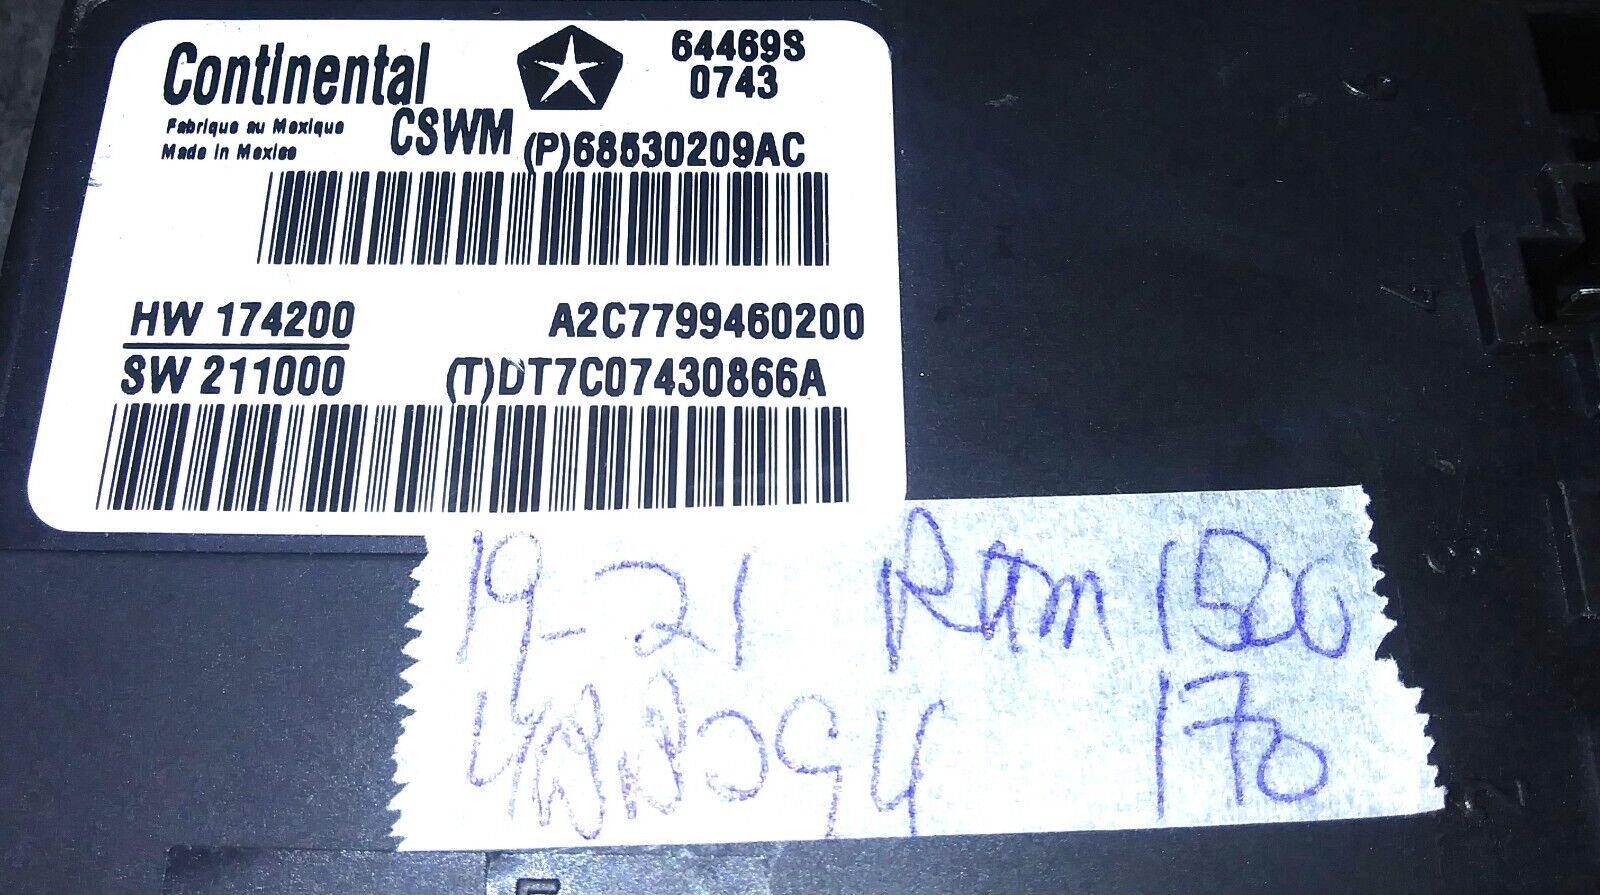 Continental
64469S
0743
Fabrique au Mexique
Made in Mexico
CSWM (P)68530209AC
HW 174200 A2C7799460200
SW 211000 (T)DT7C07430866A
19-21 Ram 1500
170